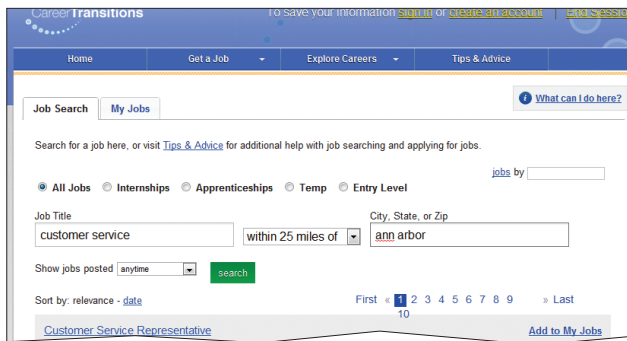 CareerTransitions To save your information sign in or create an account | End Session
Home Get a Job Explore Careers Tips & Advice
What can I do here?
Job Search My Jobs
Search for a job here, or visit Tips & Advice for additional help with job searching and applying for jobs.
jobs by
All Jobs Internships Apprenticeships Temp Entry Level
Job Title City, State, or Zip
customer service within 25 miles of ann arbor
Show jobs posted anytime search
Sort by: relevance - date First « 1 2 3 4 5 6 7 8 9 » Last
10
Customer Service Representative Add to My Jobs